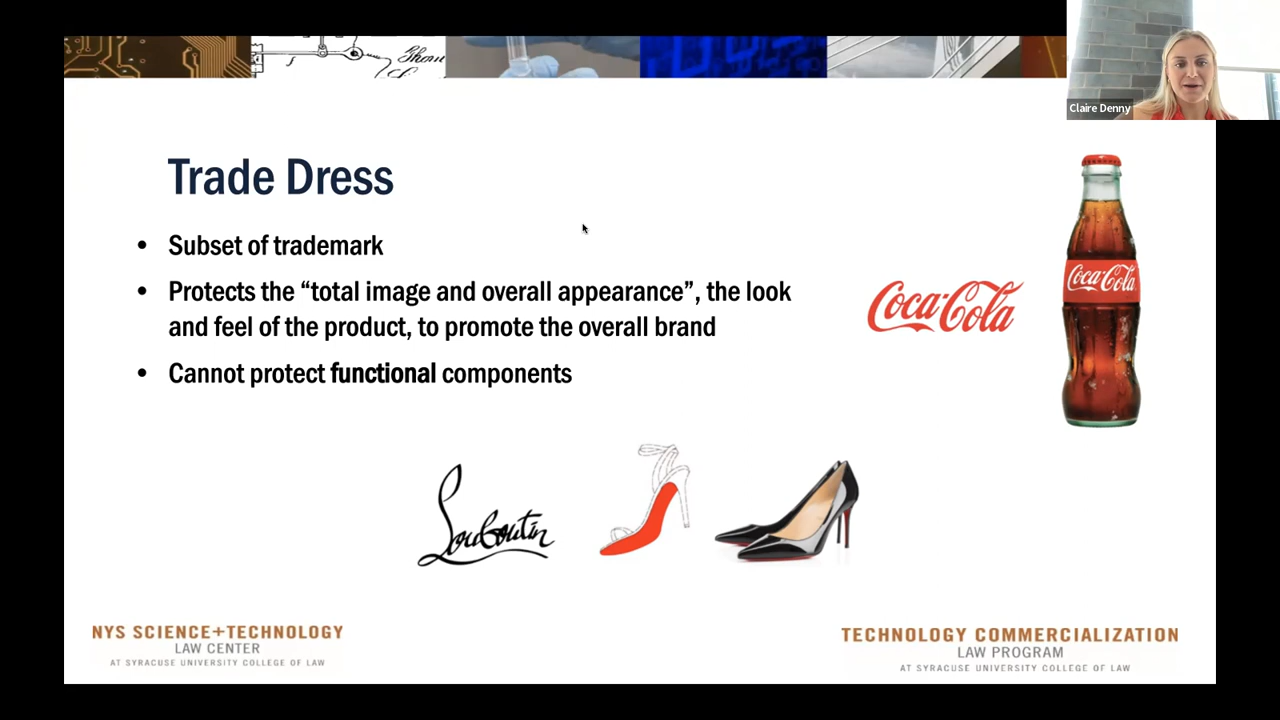 Thom
Claire Denny
Trade Dress
• Subset of trademark
• Protects the “total image and overall appearance”, the look
and feel of the product, to promote the overall brand
• Cannot protect functional components
Coca-Cola
Coca-Cola
Louboutin
NYS SCIENCE+TECHNOLOGY
LAW CENTER
AT SYRACUSE UNIVERSITY COLLEGE OF LAW
TECHNOLOGY COMMERCIALIZATION
LAW PROGRAM
AT SYRACUSE UNIVERSITY COLLEGE OF LAW